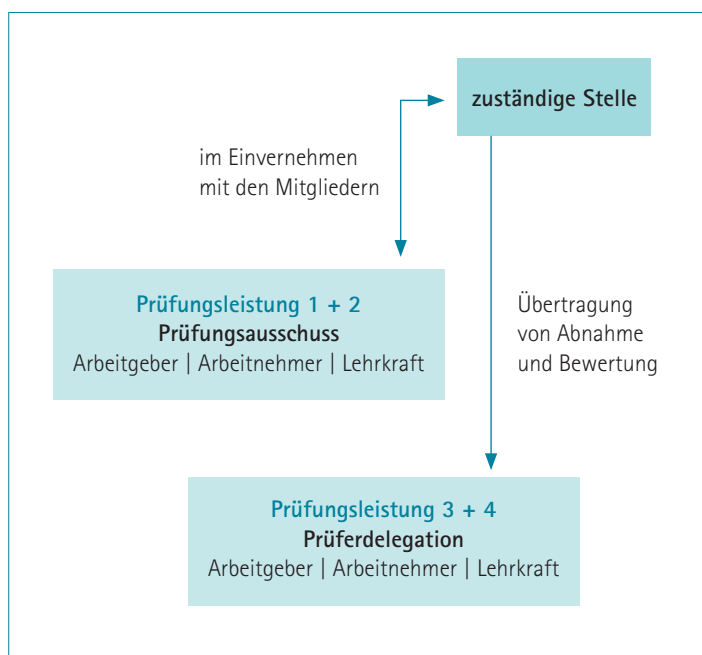 zuständige Stelle
im Einvernehmen
mit den Mitgliedern
Prüfungsleistung 1 + 2
Prüfungsausschuss
Arbeitgeber | Arbeitnehmer | Lehrkraft
Übertragung
von Abnahme
und Bewertung
Prüfungsleistung 3 + 4
Prüferdelegation
Arbeitgeber | Arbeitnehmer | Lehrkraft